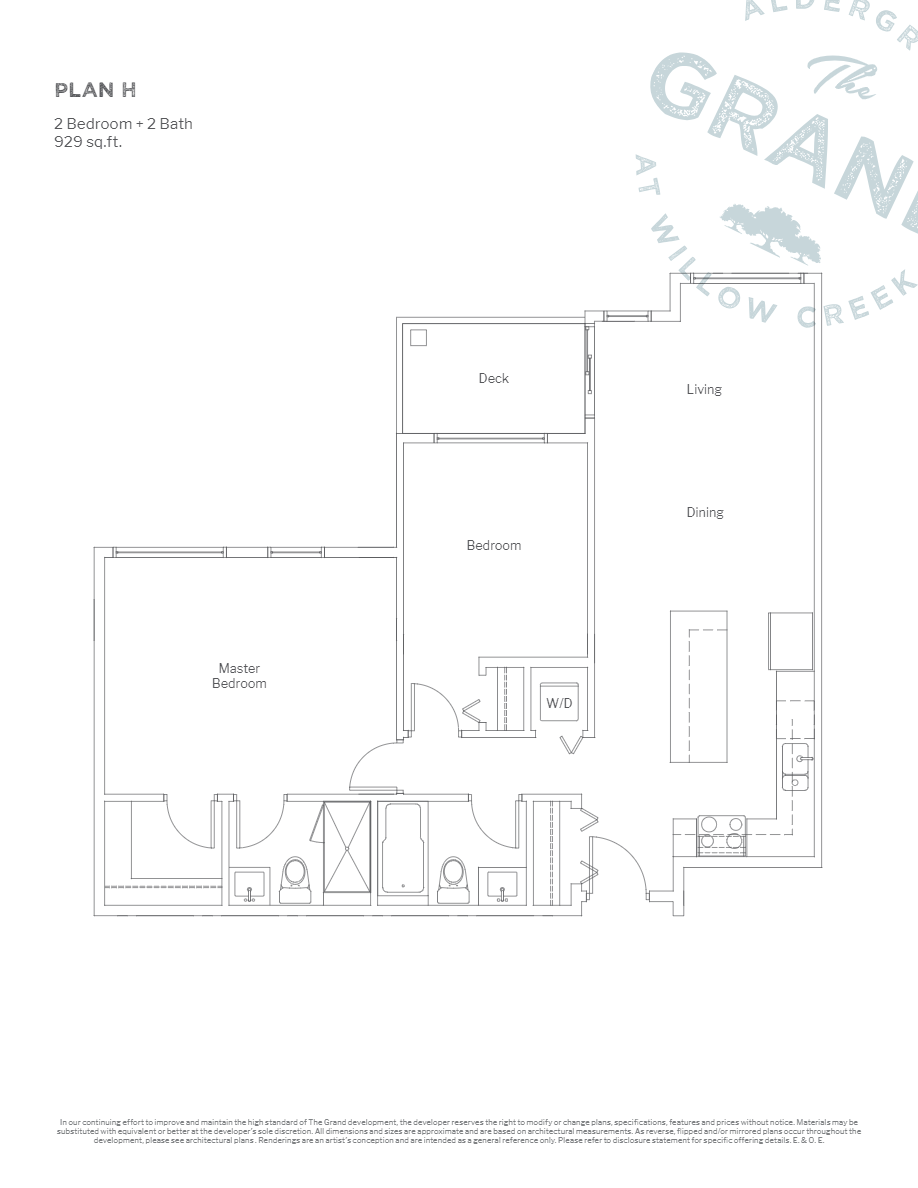 ALDERGR
The
GRAND
AT WILLOW CREEK
PLAN H
2 Bedroom + 2 Bath
929 sq.ft.
Deck
Living
Dining
Bedroom
Master
Bedroom
W/D
In our continuing effort to improve and maintain the high standard of The Grand development, the developer reserves the right to modify or change plans, specifications, features and prices without notice. Materials may be
substituted with equivalent or better at the developer's sole discretion. All dimensions and sizes are approximate and are based on architectural measurements. As reverse, flipped and/or mirrored plans occur throughout the
development, please see architectural plans. Renderings are an artist's conception and are intended as a general reference only. Please refer to disclosure statement for specific offering details. E. & O. E.